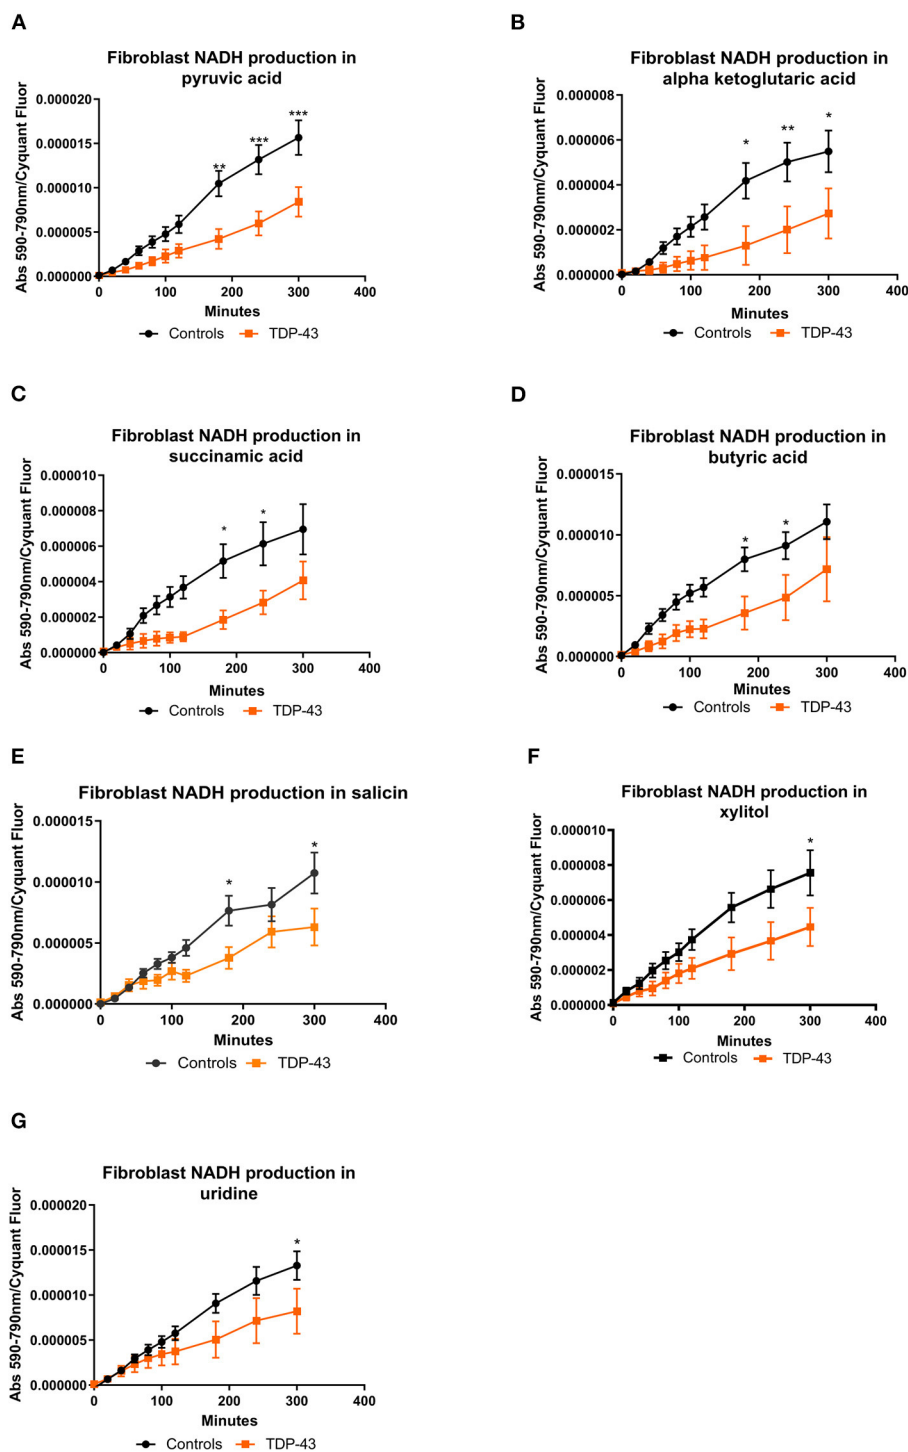 A
Fibroblast NADH production in
pyruvic acid
Abs 590-790nm/Cyquant Fluor
0.000020
0.000015
0.000010
0.000005
0.000000
** *** ***
0 100 200 300 400
Minutes
Controls TDP-43
B
Fibroblast NADH production in
alpha ketoglutaric acid
Abs 590-790nm/Cyquant Fluor
0.000008
0.000006
0.000004
0.000002
0.000000
* ** *
0 100 200 300 400
Minutes
Controls TDP-43
C
Fibroblast NADH production in
succinamic acid
Abs 590-790nm/Cyquant Fluor
0.000010
0.000008
0.000006
0.000004
0.000002
0.000000
* *
0 100 200 300 400
Minutes
Controls TDP-43
D
Fibroblast NADH production in
butyric acid
Abs 590-790nm/Cyquant Fluor
0.000015
0.000010
0.000005
0.000000
* *
0 100 200 300 400
Minutes
Controls TDP-43
E
Fibroblast NADH production in salicin
Abs 590-790nm/Cyquant Fluor
0.000015
0.000010
0.000005
0.000000
* *
0 100 200 300 400
Minutes
Controls TDP-43
F
Fibroblast NADH production in
xylitol
Abs 590-790nm/Cyquant Fluor
0.000010
0.000008
0.000006
0.000004
0.000002
0.000000
*
0 100 200 300 400
Minutes
Controls TDP-43
G
Fibroblast NADH production in
uridine
Abs 590-790nm/Cyquant Fluor
0.000020
0.000015
0.000010
0.000005
0.000000
*
0 100 200 300 400
Minutes
Controls TDP-43